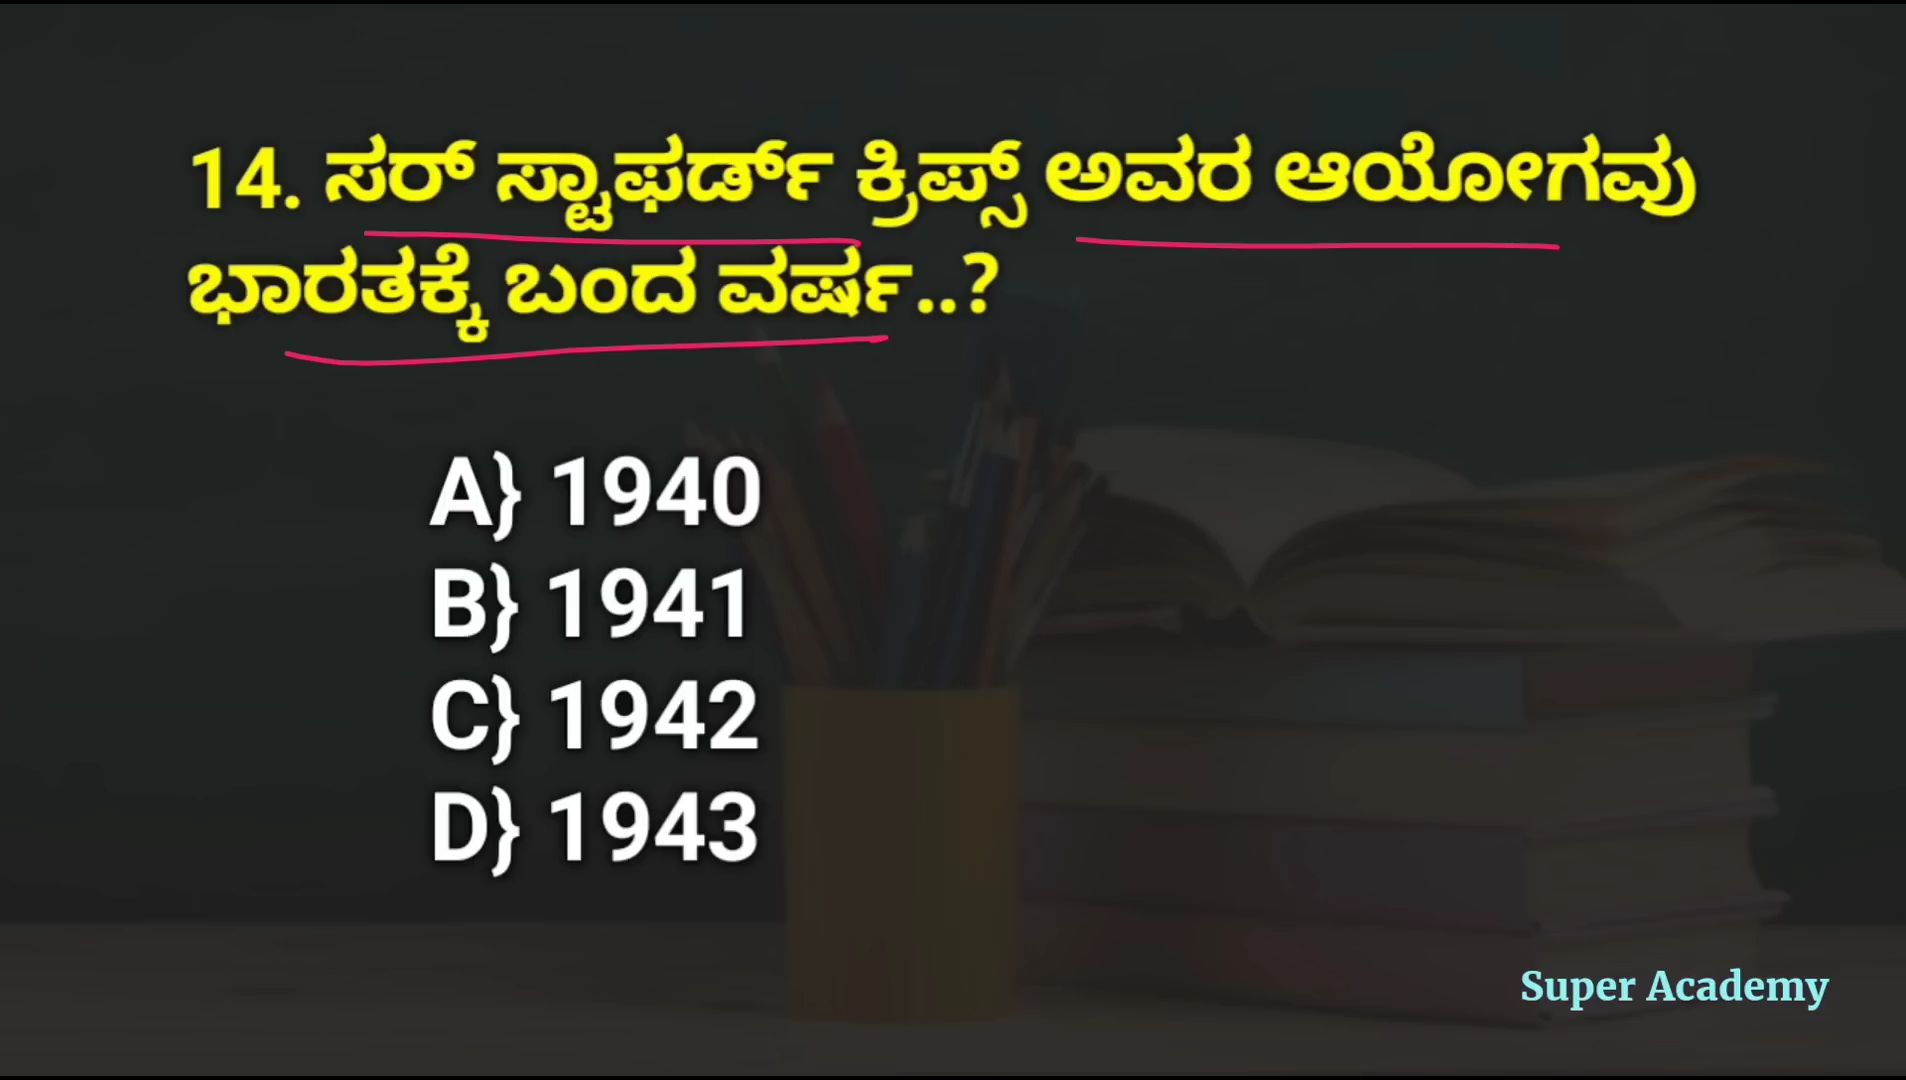 14. ಸರ್ ಸ್ಟಾಫರ್ಡ್ ಕ್ರಿಪ್ಸ್ ಅವರ ಆಯೋಗವು
ಭಾರತಕ್ಕೆ ಬಂದ ವರ್ಷ..?
A} 1940
B} 1941
C} 1942
D} 1943
Super Academy